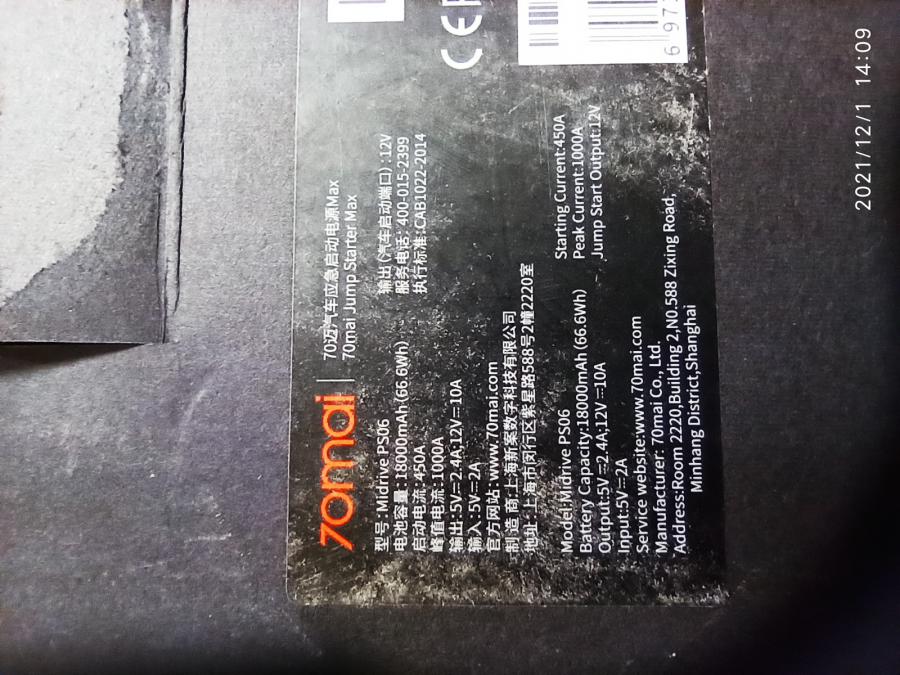 70mai
70迈汽车应急启动电源Max
70mai Jump Starter Max
型号:Midrive PS06
电池容量:18000mAh(66.6Wh)
启动电流:450A
峰值电流:1000A
输出:5V⎓2.4A,12V⎓10A
输入:5V⎓2A
官方网站:www.70mai.com
制 造 商:上海新案数字科技有限公司
地址:上海市闵行区紫星路588号2幢2220室
输出(汽车启动端口):12V
服务电话:400-015-2399
执行标准:CAB1022-2014
Model:Midrive PS06
Battery Capacity:18000mAh(66.6Wh)
Output:5V⎓2.4A,12V⎓10A
Input:5V⎓2A
Service website:www.70mai.com
Manufacturer: 70mai Co., Ltd.
Address:Room 2220,Building 2,NO.588 Zixing Road,
Minhang District,Shanghai
Starting Current:450A
Peak Current:1000A
Jump Start Output:12V
CE
2021/12/1 14:09